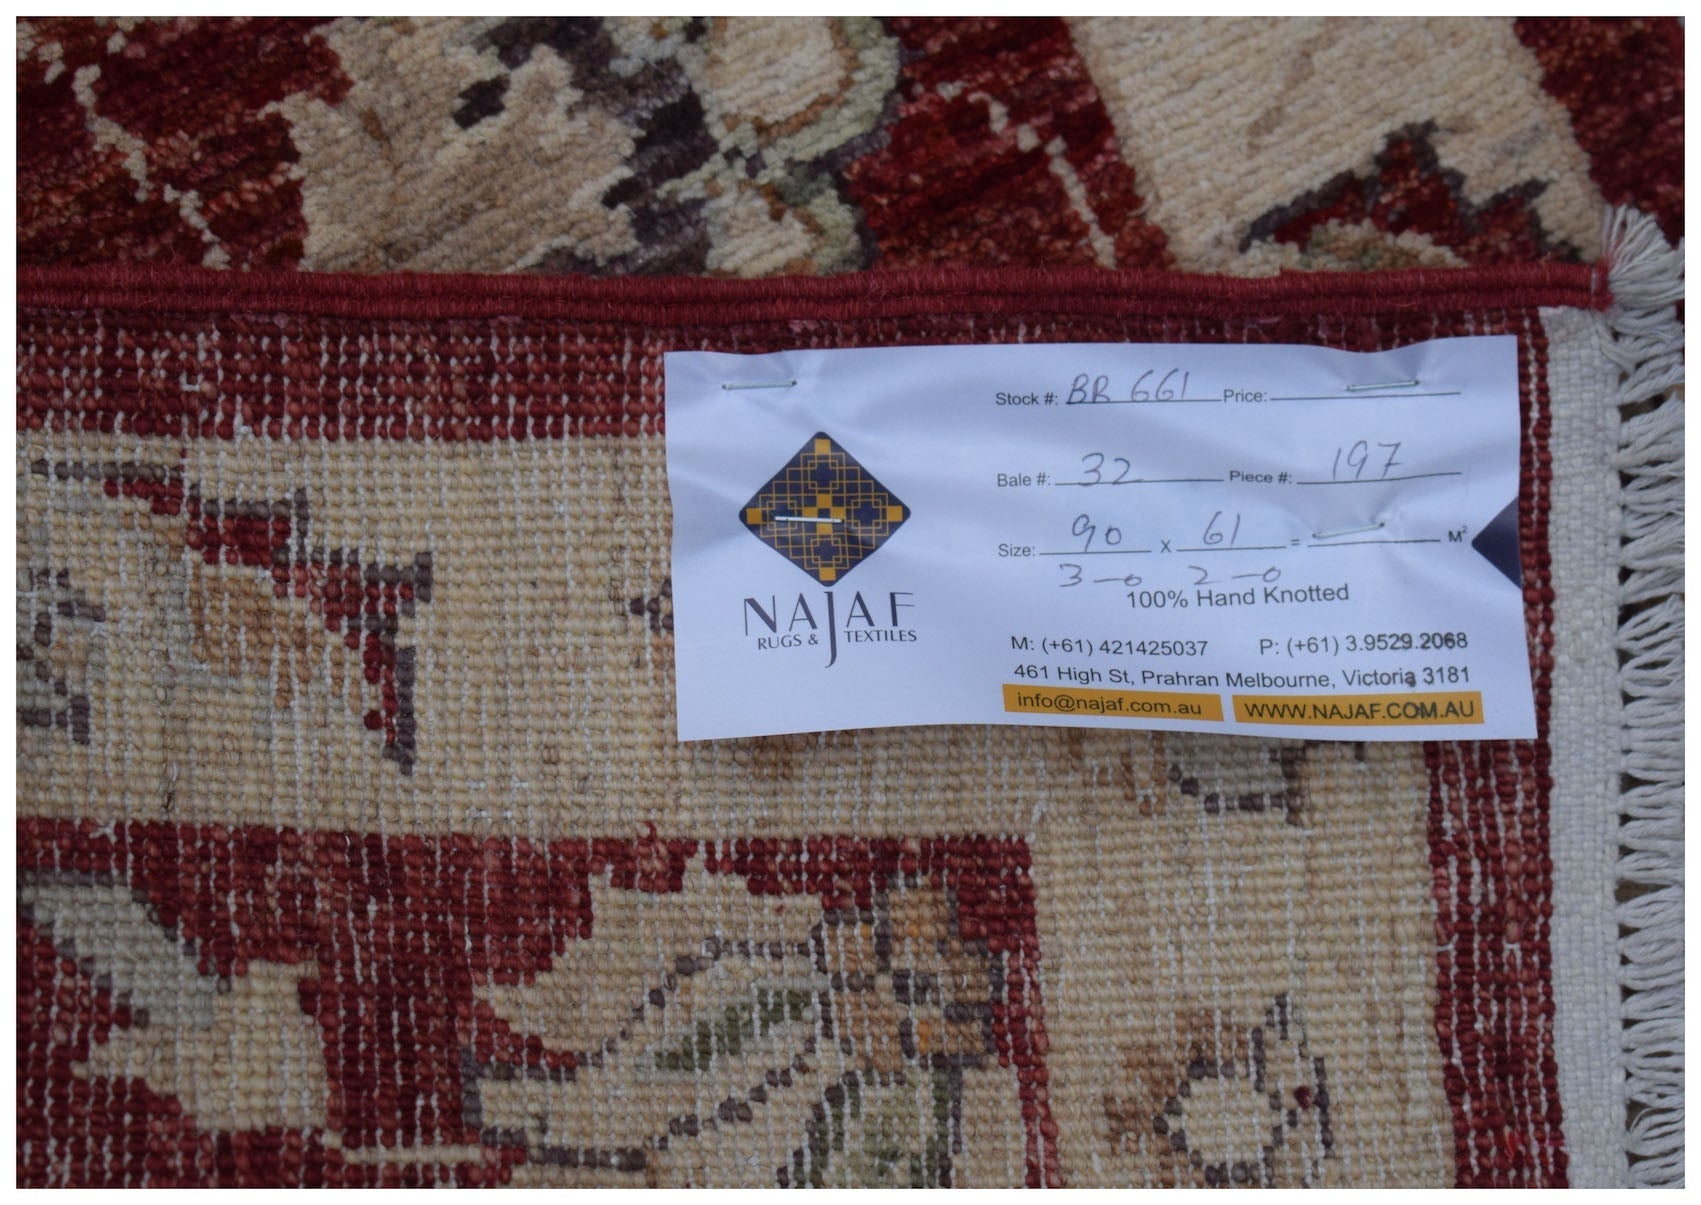 Stock #: BR 661 Price:
Bale #: 32 Piece #: 197
Size: 90 x 61 = M²
3-0 2-0
100% Hand Knotted
NAJAF
RUGS & TEXTILES
M: (+61) 421425037 P: (+61) 3.9529.2068
461 High St, Prahran Melbourne, Victoria 3181
info@najaf.com.au WWW.NAJAF.COM.AU